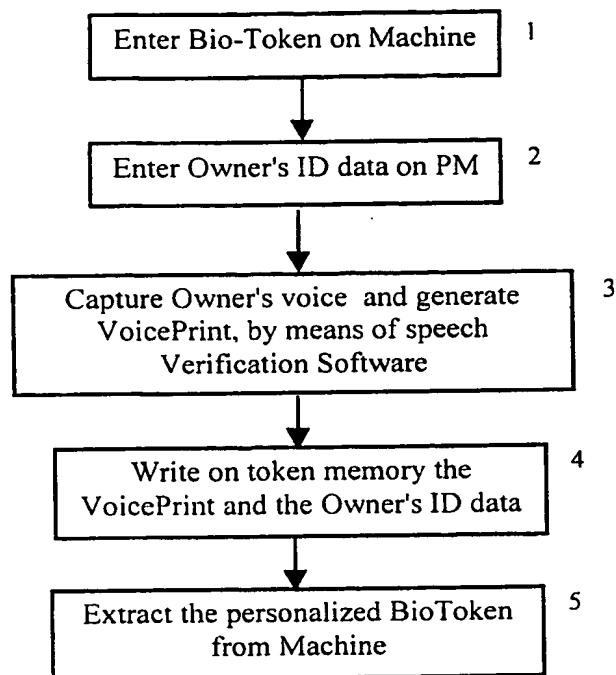 Enter Bio-Token on Machine 1
Enter Owner's ID data on PM 2
Capture Owner's voice and generate 3
VoicePrint, by means of speech
Verification Software
Write on token memory the 4
VoicePrint and the Owner's ID data
Extract the personalized BioToken 5
from Machine